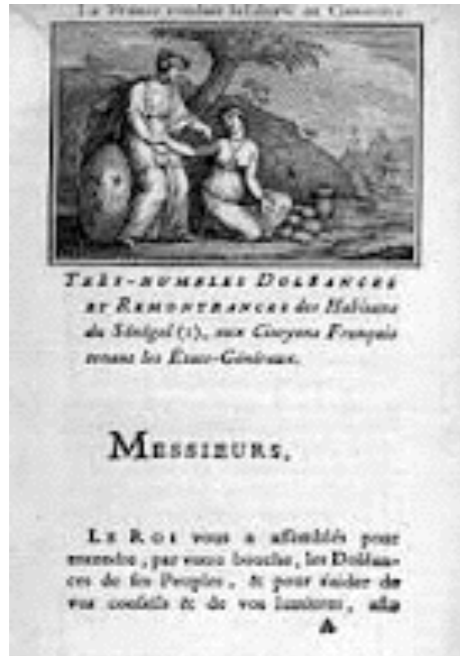 La France rendant la liberté au Commerce
TRÈS-HUMBLES DOLÉANCES
ET REMONTRANCES des Habitans
du Sénégal (1), aux Citoyens Français
tenant les États-Généraux.
MESSIEURS,
LE ROI vous a assemblés pour
entendre, par votre bouche, les Doléan-
ces de ses Peuples, & pour s'aider de
vos conseils & de vos lumieres, afin
A